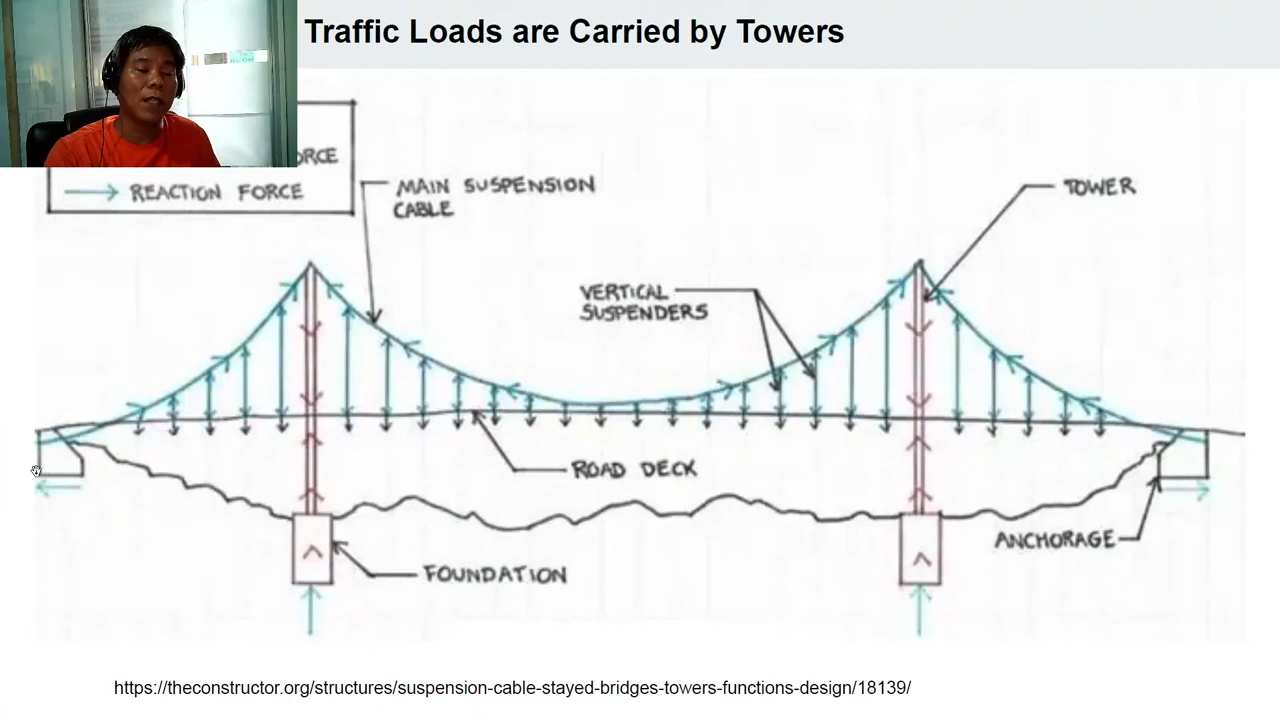 Traffic Loads are Carried by Towers
REACTION FORCE
MAIN SUSPENSION
CABLE
TOWER
VERTICAL
SUSPENDERS
ROAD DECK
ANCHORAGE
FOUNDATION
https://theconstructor.org/structures/suspension-cable-stayed-bridges-towers-functions-design/18139/